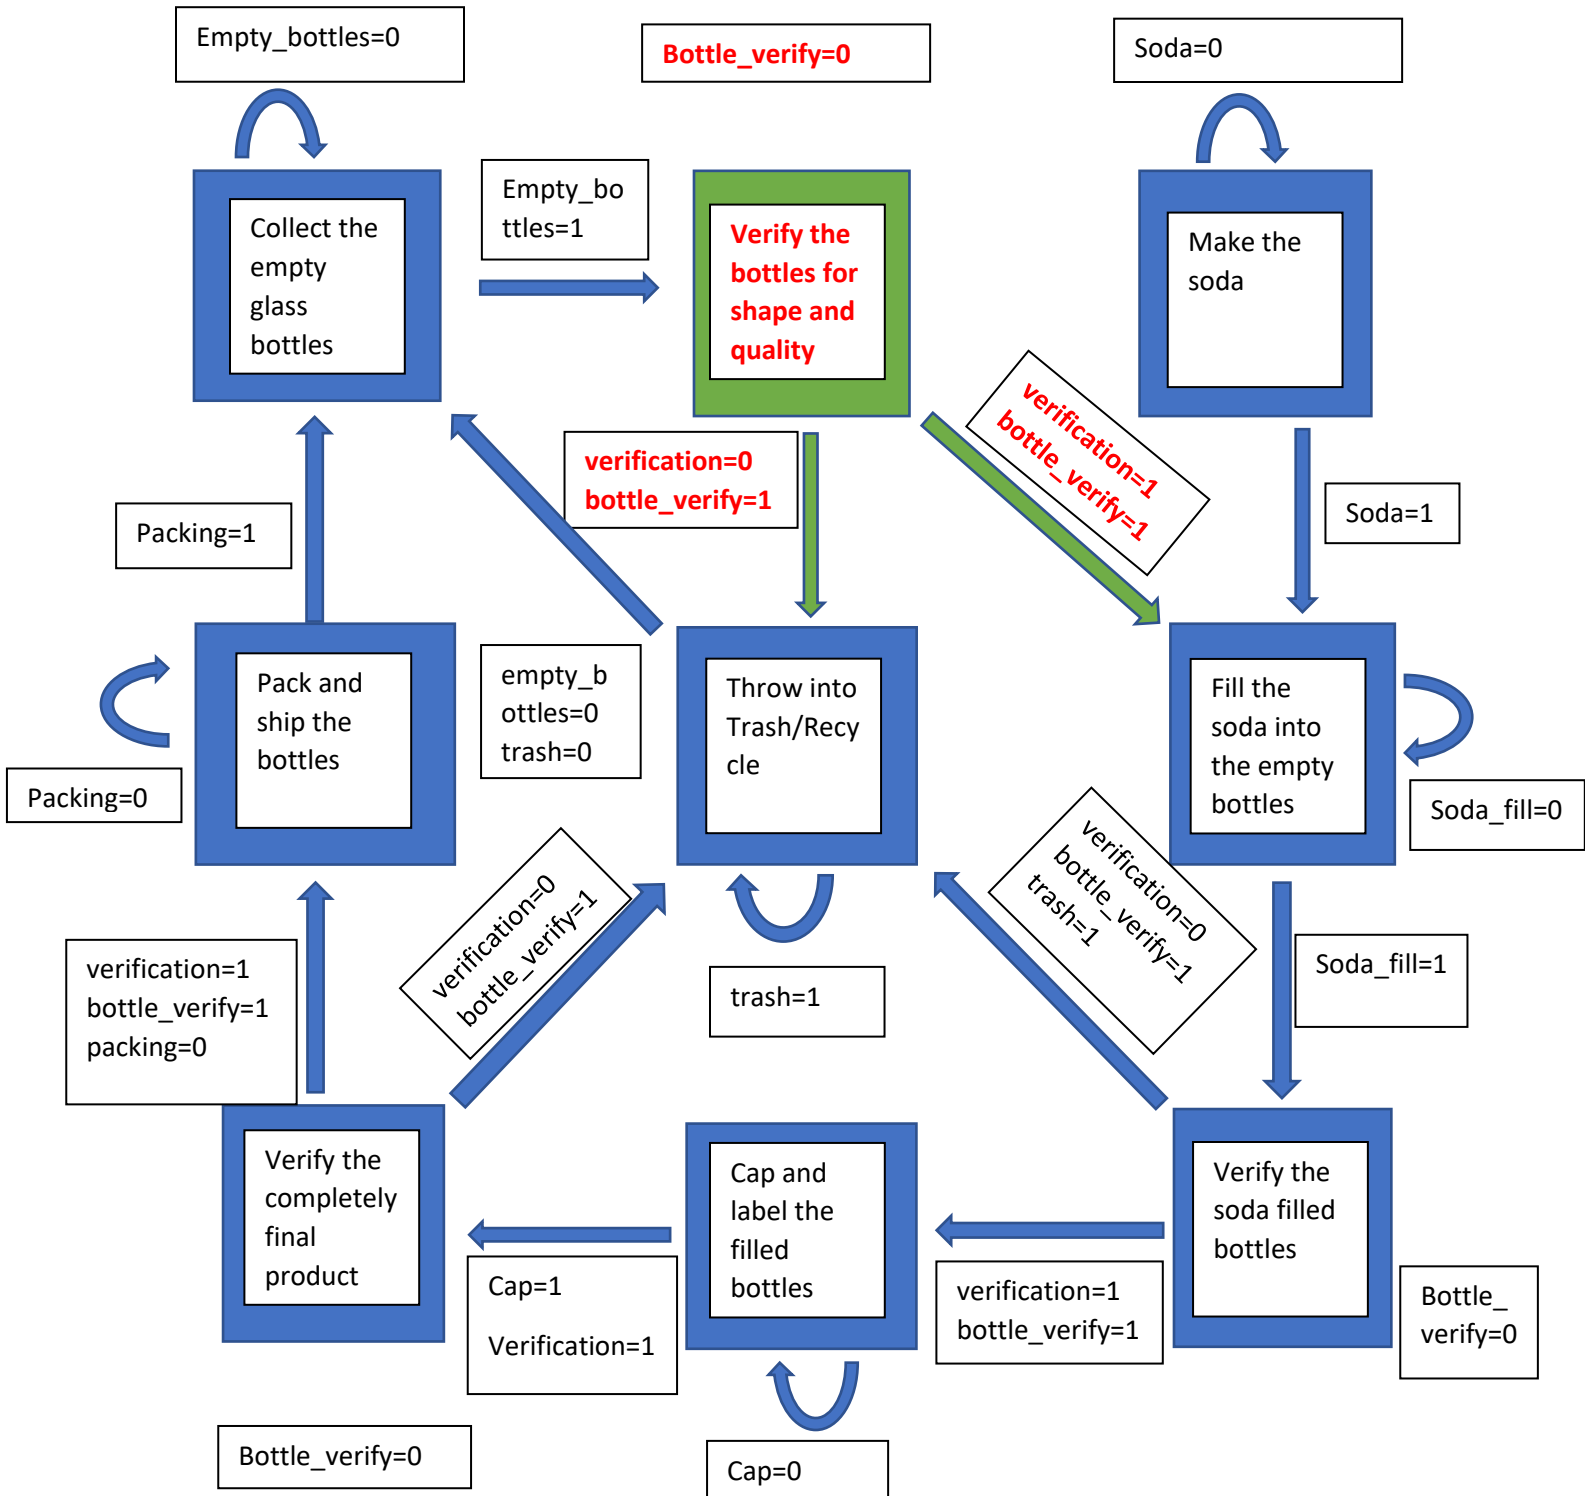 Empty_bottles=0
Bottle_verify=0
Soda=0
Collect the
empty
glass
bottles
Empty_bo
ttles=1
Verify the
bottles for
shape and
quality
Make the
soda
verification=0
bottle_verify=1
verification=1
bottle_verify=1
Soda=1
Packing=1
Pack and
ship the
bottles
Packing=0
empty_b
ottles=0
trash=0
Throw into
Trash/Recy
cle
Fill the
soda into
the empty
bottles
Soda_fill=0
verification=0
bottle_verify=1
verification=0
bottle_verify=1
trash=1
trash=1
Soda_fill=1
verification=1
bottle_verify=1
packing=0
Verify the
completely
final
product
Cap=1
Verification=1
Cap and
label the
filled
bottles
verification=1
bottle_verify=1
Verify the
soda filled
bottles
Bottle_
verify=0
Bottle_verify=0
Cap=0